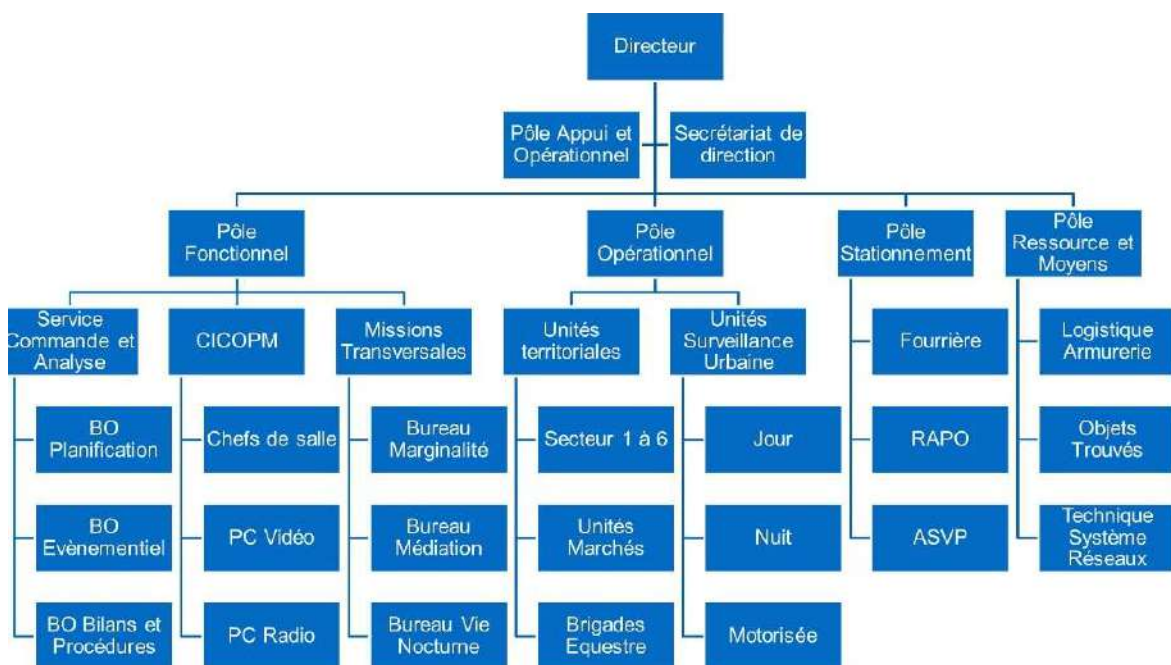 Directeur
Pôle Appui et
Opérationnel
Secrétariat de
direction
Pôle
Fonctionnel
Pôle
Opérationnel
Pôle
Stationnement
Pôle
Ressource et
Moyens
Service
Commande et
Analyse
CICOPM
Missions
Transversales
Unités
territoriales
Unités
Surveillance
Urbaine
Fourrière
Logistique
Armurerie
BO
Planification
Chefs de salle
Bureau
Marginalité
Secteur 1 à 6
Jour
RAPO
Objets
Trouvés
BO
Evènementiel
PC Vidéo
Bureau
Médiation
Unités
Marchés
Nuit
ASVP
Technique
Système
Réseaux
BO Bilans et
Procédures
PC Radio
Bureau Vie
Nocturne
Brigades
Equestre
Motorisée